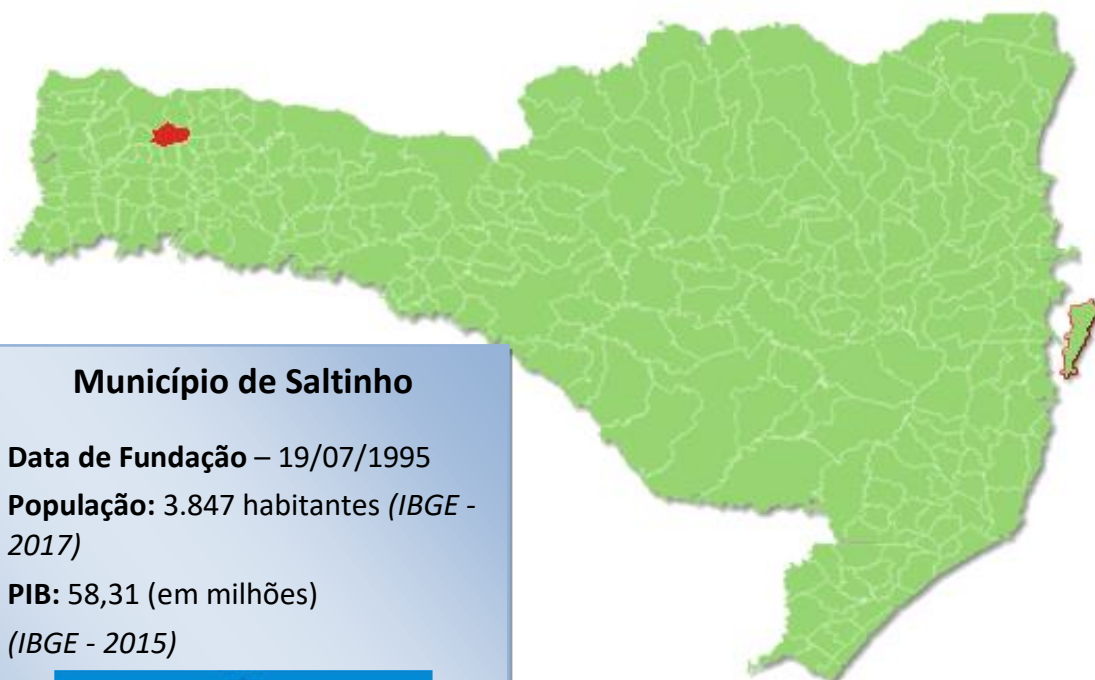 Município de Saltinho
Data de Fundação – 19/07/1995
População: 3.847 habitantes (IBGE -
2017)
PIB: 58,31 (em milhões)
(IBGE - 2015)